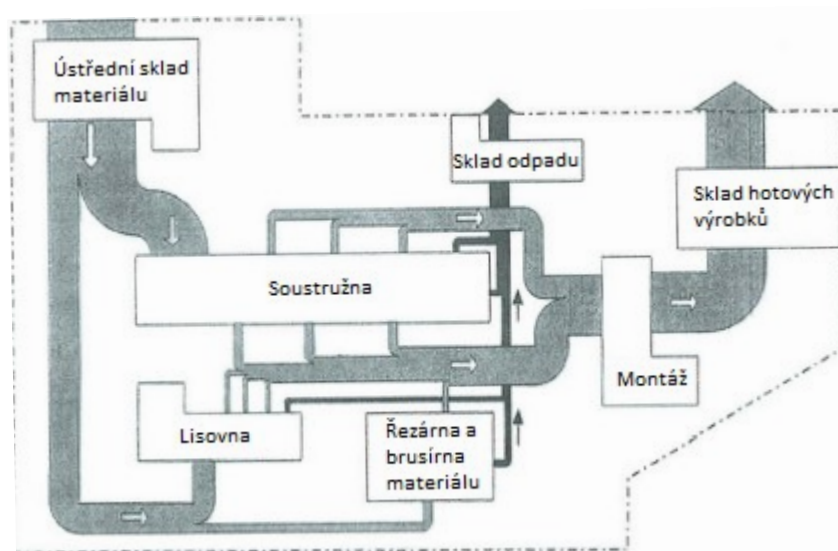 Ústřední sklad
materiálu
Sklad odpadu
Sklad hotových
výrobků
Soustružna
Montáž
Lisovna
Řezárna a
brusírna
materiálu